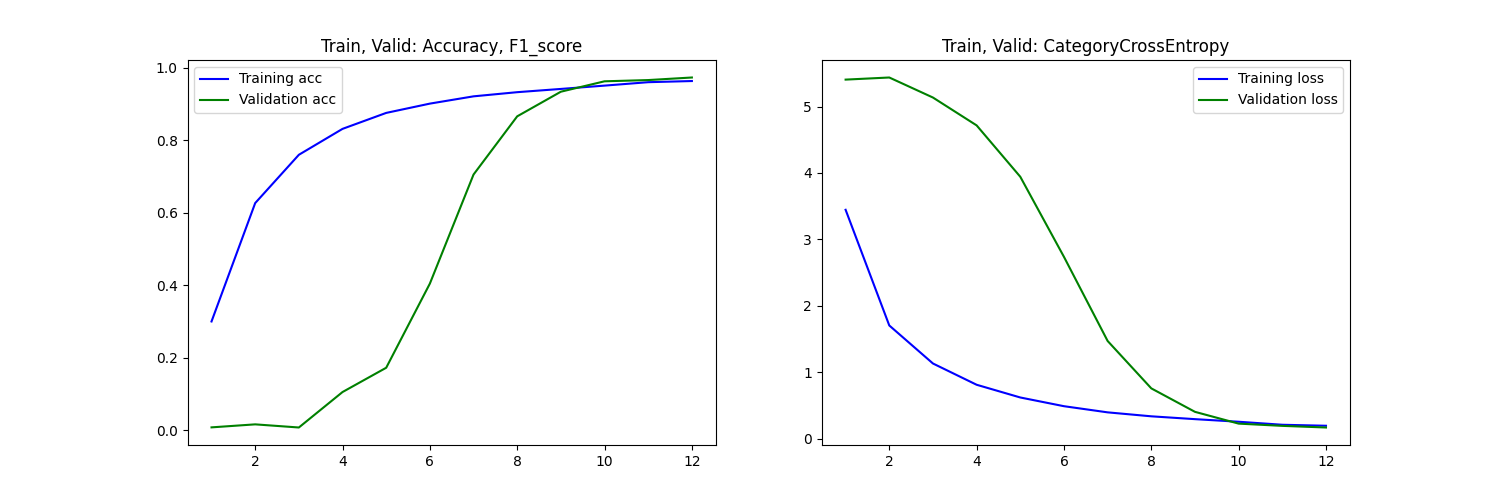 Train, Valid: Accuracy, F1_score
Training acc
Validation acc
1.0
0.8
0.6
0.4
0.2
0.0
2 4 6 8 10 12
Train, Valid: CategoryCrossEntropy
Training loss
Validation loss
5
4
3
2
1
0
2 4 6 8 10 12